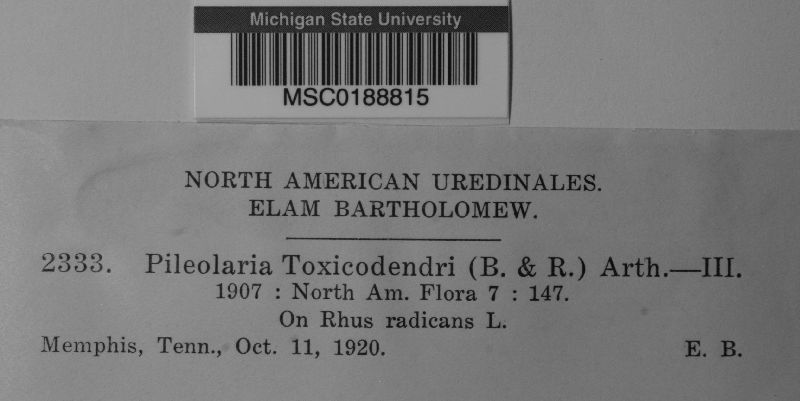 Michigan State University
MSC0188815
NORTH AMERICAN UREDINALES.
ELAM BARTHOLOMEW.
2333. Pileolaria Toxicodendri (B. & R.) Arth.—III.
1907 : North Am. Flora 7 : 147.
On Rhus radicans L.
Memphis, Tenn., Oct. 11, 1920. E. B.